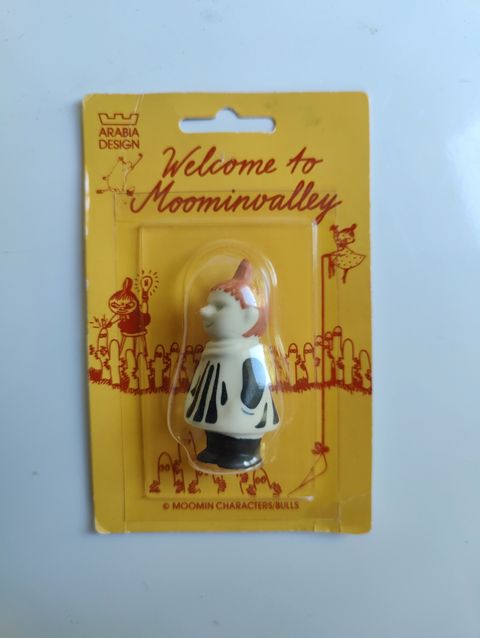 ARABIA
DESIGN
Welcome to
Moominvalley
© MOOMIN CHARACTERS/BULLS